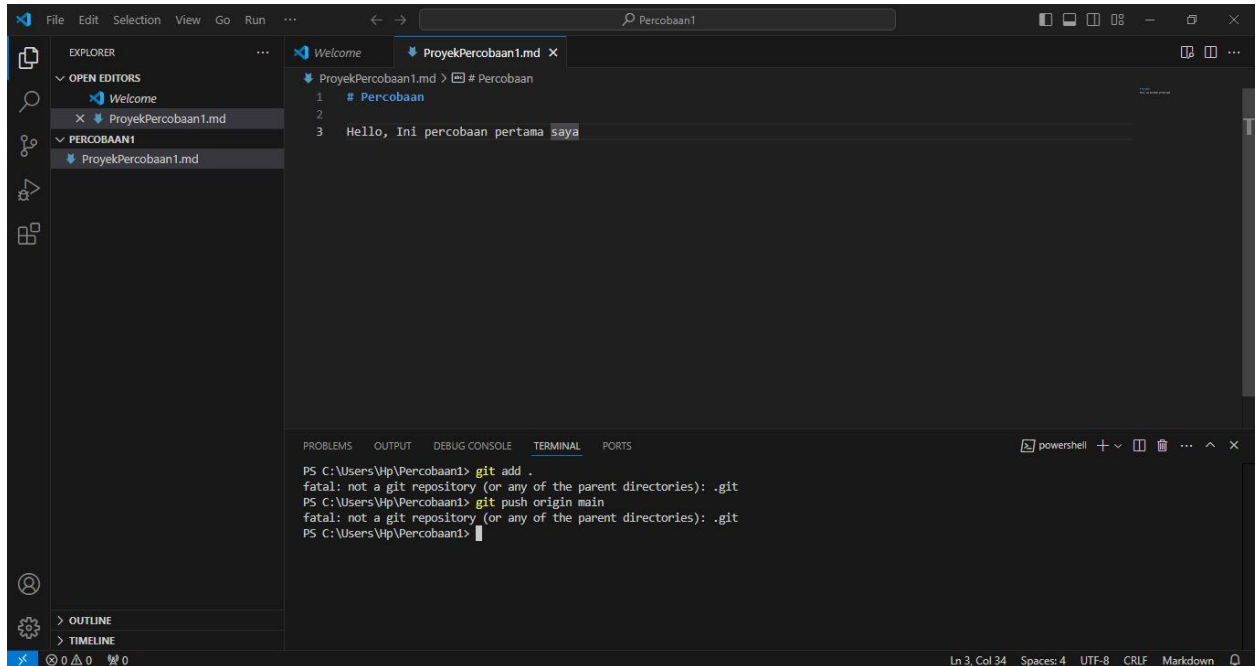 File Edit Selection View Go Run ... Percobaan1
EXPLORER ...
OPEN EDITORS
Welcome
ProyekPercobaan1.md
PERCOBAAN1
ProyekPercobaan1.md
OUTLINE
TIMELINE
Welcome ProyekPercobaan1.md
ProyekPercobaan1.md > # Percobaan
1 # Percobaan
2
3 Hello, Ini percobaan pertama saya
PROBLEMS OUTPUT DEBUG CONSOLE TERMINAL PORTS powershell
PS C:\Users\Hp\Percobaan1> git add .
fatal: not a git repository (or any of the parent directories): .git
PS C:\Users\Hp\Percobaan1> git push origin main
fatal: not a git repository (or any of the parent directories): .git
PS C:\Users\Hp\Percobaan1>
0 0 0 Ln 3, Col 34 Spaces: 4 UTF-8 CRLF Markdown